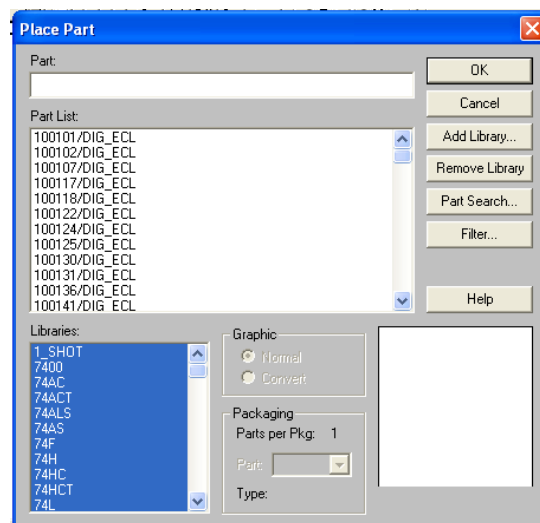 Place Part
Part:
OK
Cancel
Part List:
Add Library...
100101/DIG_ECL
100102/DIG_ECL
100107/DIG_ECL
100117/DIG_ECL
100118/DIG_ECL
100122/DIG_ECL
100124/DIG_ECL
100125/DIG_ECL
100130/DIG_ECL
100131/DIG_ECL
100136/DIG_ECL
100141/DIG_ECL
Remove Library
Part Search...
Filter...
Help
Libraries:
1_SHOT
7400
74AC
74ACT
74ALS
74AS
74F
74H
74HC
74HCT
74L
Graphic
Normal
Convert
Packaging
Parts per Pkg: 1
Part:
Type: